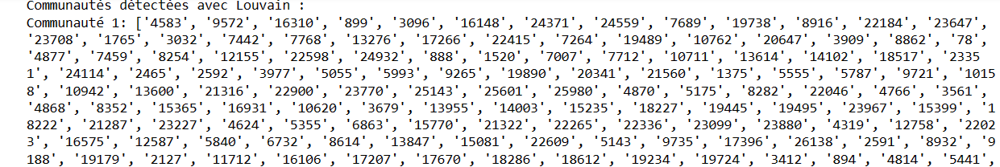 Communautés détectées avec Louvain :
Communauté 1: ['4583', '9572', '16310', '899', '3096', '16148', '24371', '24559', '7689', '19738', '8916', '22184', '23647',
'23708', '1765', '3032', '7442', '7768', '13276', '17266', '22415', '7264', '19489', '10762', '20647', '3909', '8862', '78',
'4877', '7459', '8254', '12155', '22598', '24932', '888', '1520', '7007', '7712', '10711', '13614', '14102', '18517', '2335
1', '24114', '2465', '2592', '3977', '5055', '5993', '9265', '19890', '20341', '21560', '1375', '5555', '5787', '9721', '1015
8', '10942', '13600', '21316', '22900', '23770', '25143', '25601', '25980', '4870', '5175', '8282', '22046', '4766', '3561',
'4868', '8352', '15365', '16931', '10620', '3679', '13955', '14003', '15235', '18227', '19445', '19495', '23967', '15399', '1
8222', '21287', '23227', '4624', '5355', '6863', '15770', '21322', '22265', '22336', '23099', '23880', '4319', '12758', '2202
3', '16575', '12587', '5840', '6732', '8614', '13847', '15081', '22609', '5143', '9735', '17396', '26138', '2591', '8932', '9
188', '19179', '2127', '11712', '16106', '17207', '17670', '18286', '18612', '19234', '19724', '3412', '894', '4814', '5441',